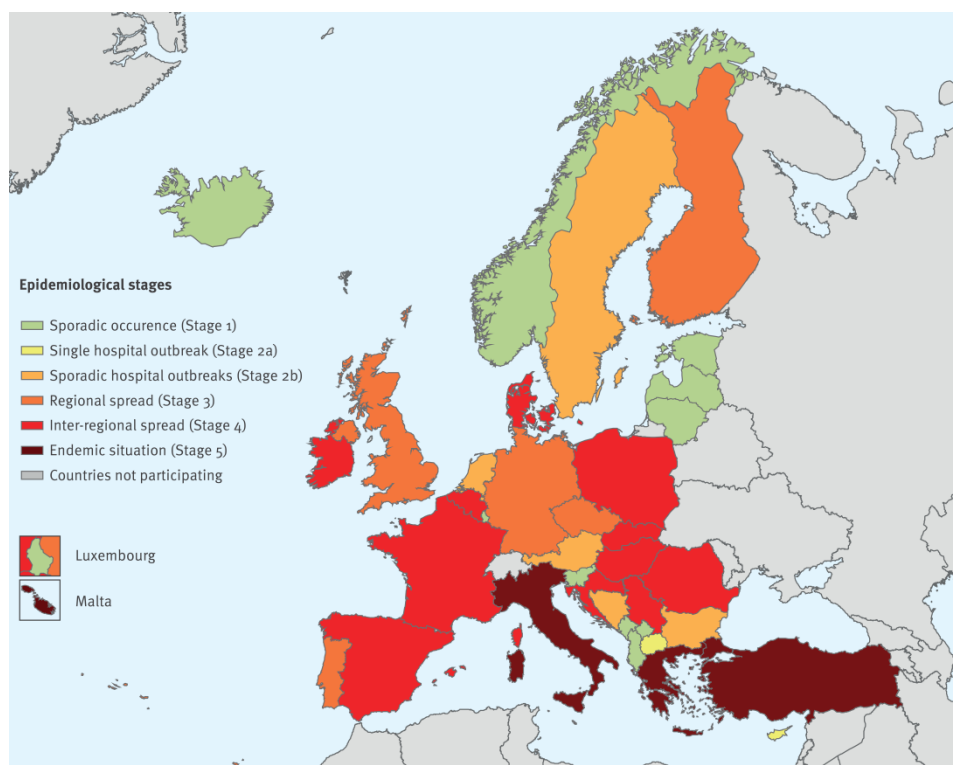 Epidemiological stages
Sporadic occurence (Stage 1)
Single hospital outbreak (Stage 2a)
Sporadic hospital outbreaks (Stage 2b)
Regional spread (Stage 3)
Inter-regional spread (Stage 4)
Endemic situation (Stage 5)
Countries not participating
Luxembourg
Malta